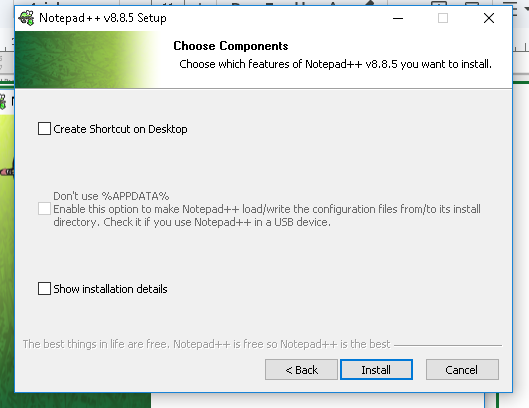 Notepad++ v8.8.5 Setup
Choose Components
Choose which features of Notepad++ v8.8.5 you want to install.
Create Shortcut on Desktop
Don't use %APPDATA%
Enable this option to make Notepad++ load/write the configuration files from/to its install
directory. Check it if you use Notepad++ in a USB device.
Show installation details
The best things in life are free. Notepad++ is free so Notepad++ is the best
< Back
Install
Cancel